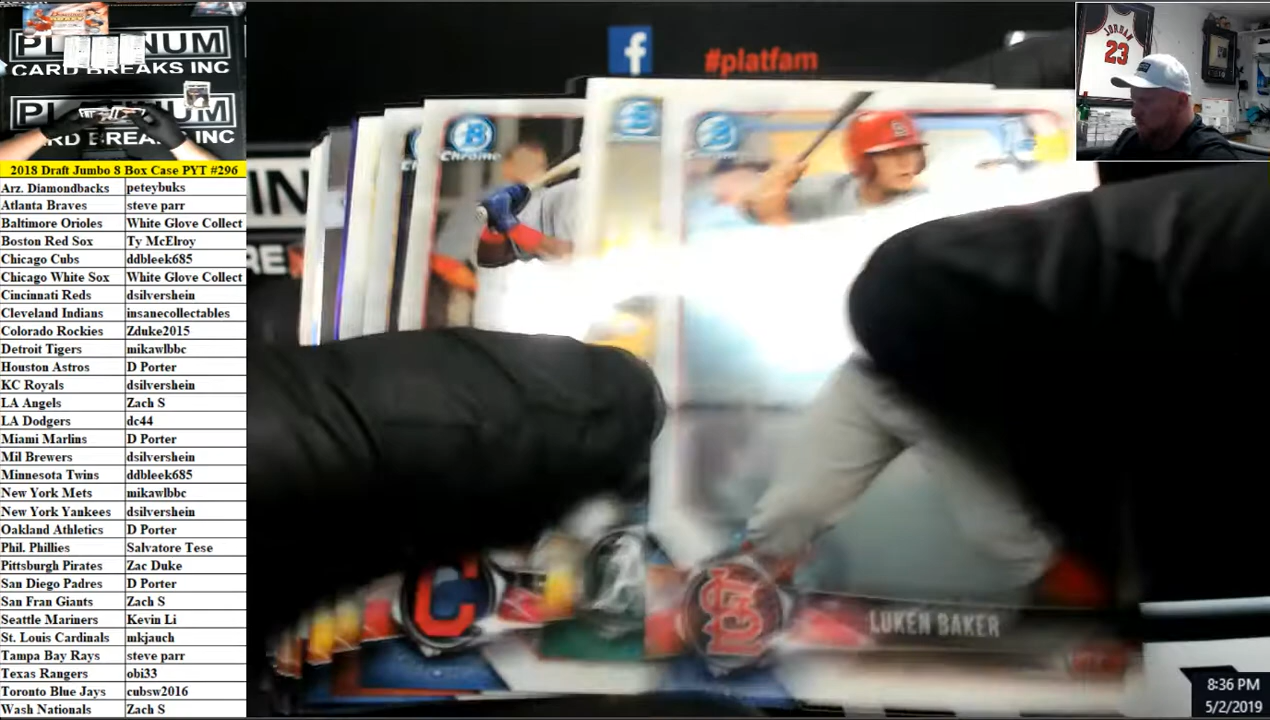 PLATINUM
CARD BREAKS INC
PLATINUM
CARD BREAKS INC
2018 Draft Jumbo 8 Box Case PYT #296
Arz. Diamondbacks peteybuks
Atlanta Braves steve parr
Baltimore Orioles White Glove Collect
Boston Red Sox Ty McElroy
Chicago Cubs ddbleek685
Chicago White Sox White Glove Collect
Cincinnati Reds dsilvershein
Cleveland Indians insanecollectables
Colorado Rockies Zduke2015
Detroit Tigers mikawlbbc
Houston Astros D Porter
KC Royals dsilvershein
LA Angels Zach S
LA Dodgers dc44
Miami Marlins D Porter
Mil Brewers dsilvershein
Minnesota Twins ddbleek685
New York Mets mikawlbbc
New York Yankees dsilvershein
Oakland Athletics D Porter
Phil. Phillies Salvatore Tese
Pittsburgh Pirates Zac Duke
San Diego Padres D Porter
San Fran Giants Zach S
Seattle Mariners Kevin Li
St. Louis Cardinals mkjauch
Tampa Bay Rays steve parr
Texas Rangers obi33
Toronto Blue Jays cubsw2016
Wash Nationals Zach S
f #platfam
JORDAN
23
B
Chrome
B
Chrome
C
LUKEN BAKER
8:36 PM
5/2/2019